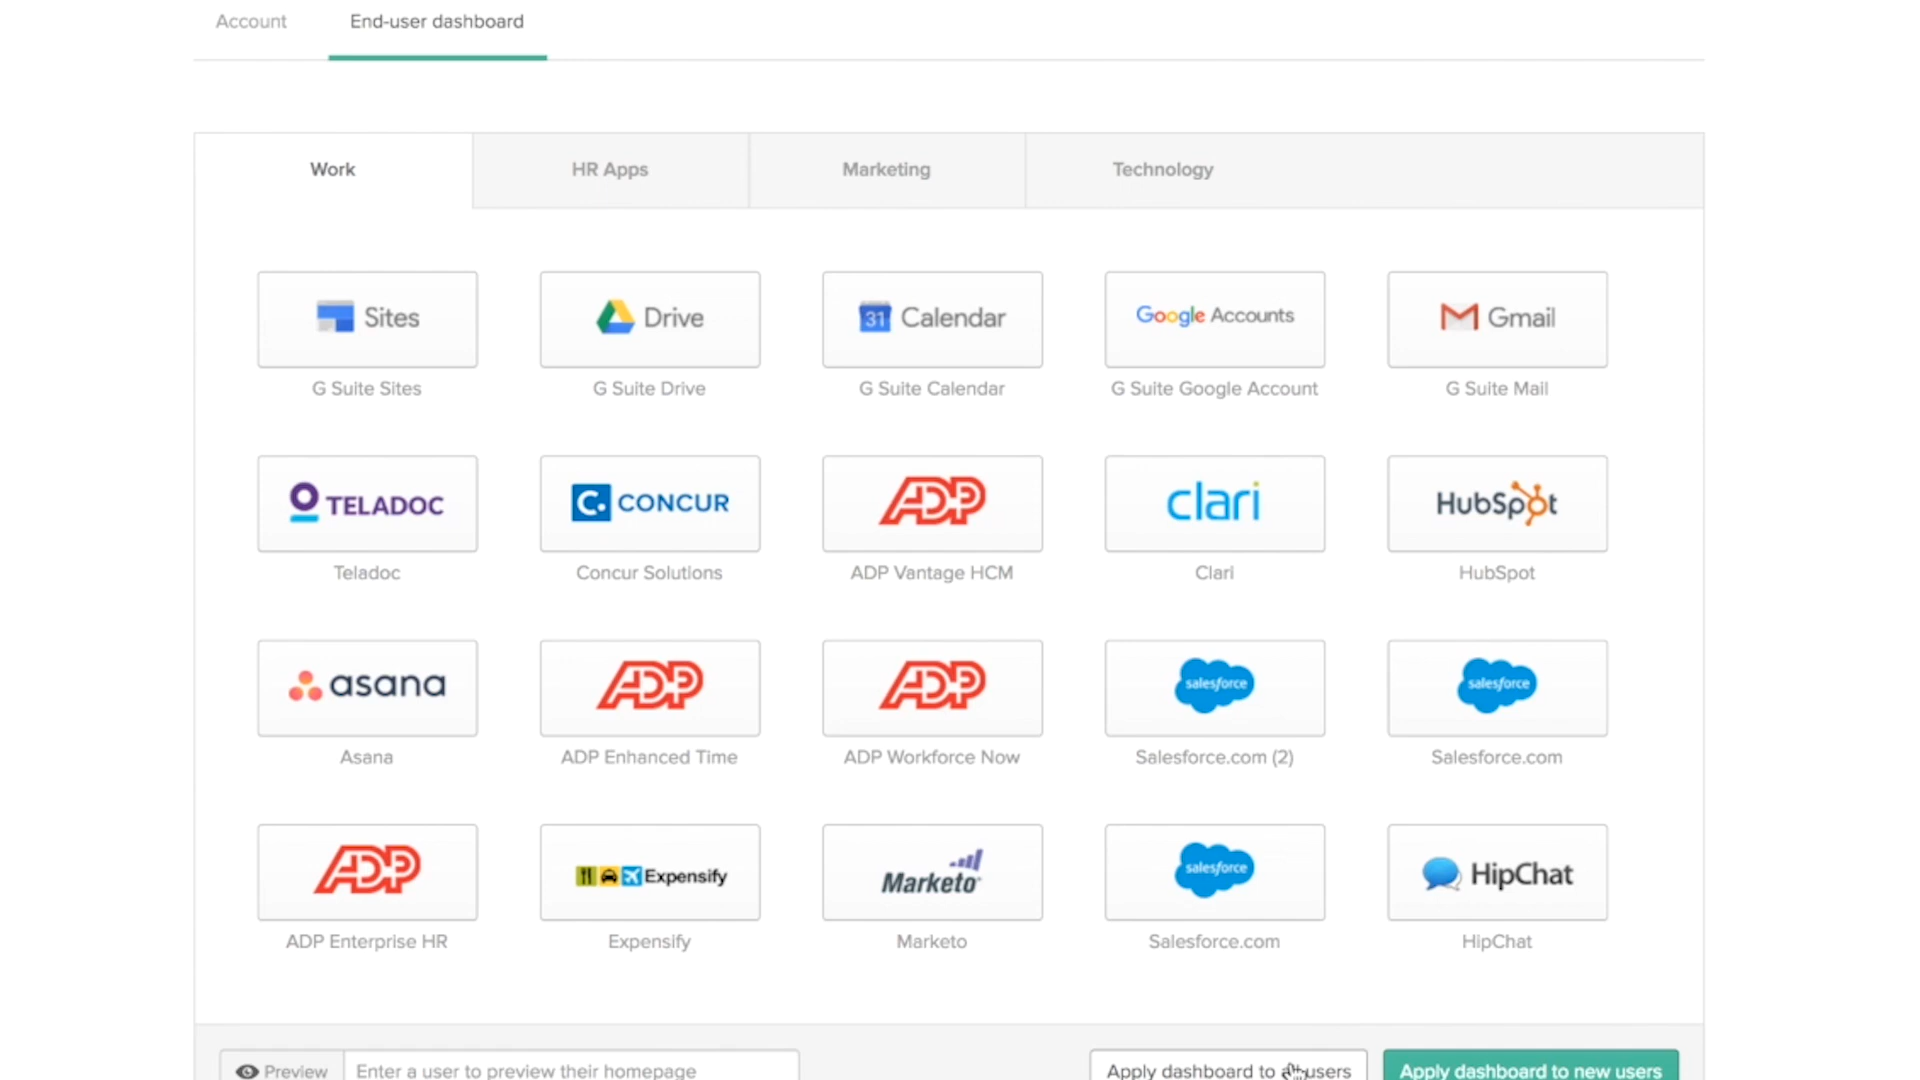 Account End-user dashboard
Work HR Apps Marketing Technology
Sites Drive 31 Calendar Google Accounts Gmail
G Suite Sites G Suite Drive G Suite Calendar G Suite Google Account G Suite Mail
TELADOC C. CONCUR ADP clari HubSpot
Teladoc Concur Solutions ADP Vantage HCM Clari HubSpot
asana ADP ADP salesforce salesforce
Asana ADP Enhanced Time ADP Workforce Now Salesforce.com (2) Salesforce.com
ADP Expensify Marketo salesforce HipChat
ADP Enterprise HR Expensify Marketo Salesforce.com HipChat
Preview Enter a user to preview their homepage Apply dashboard to users Apply dashboard to new users